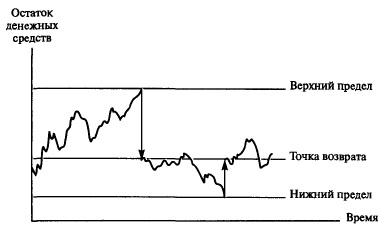 Остаток
денежных
средств
Верхний предел
Точка возврата
Нижний предел
Время